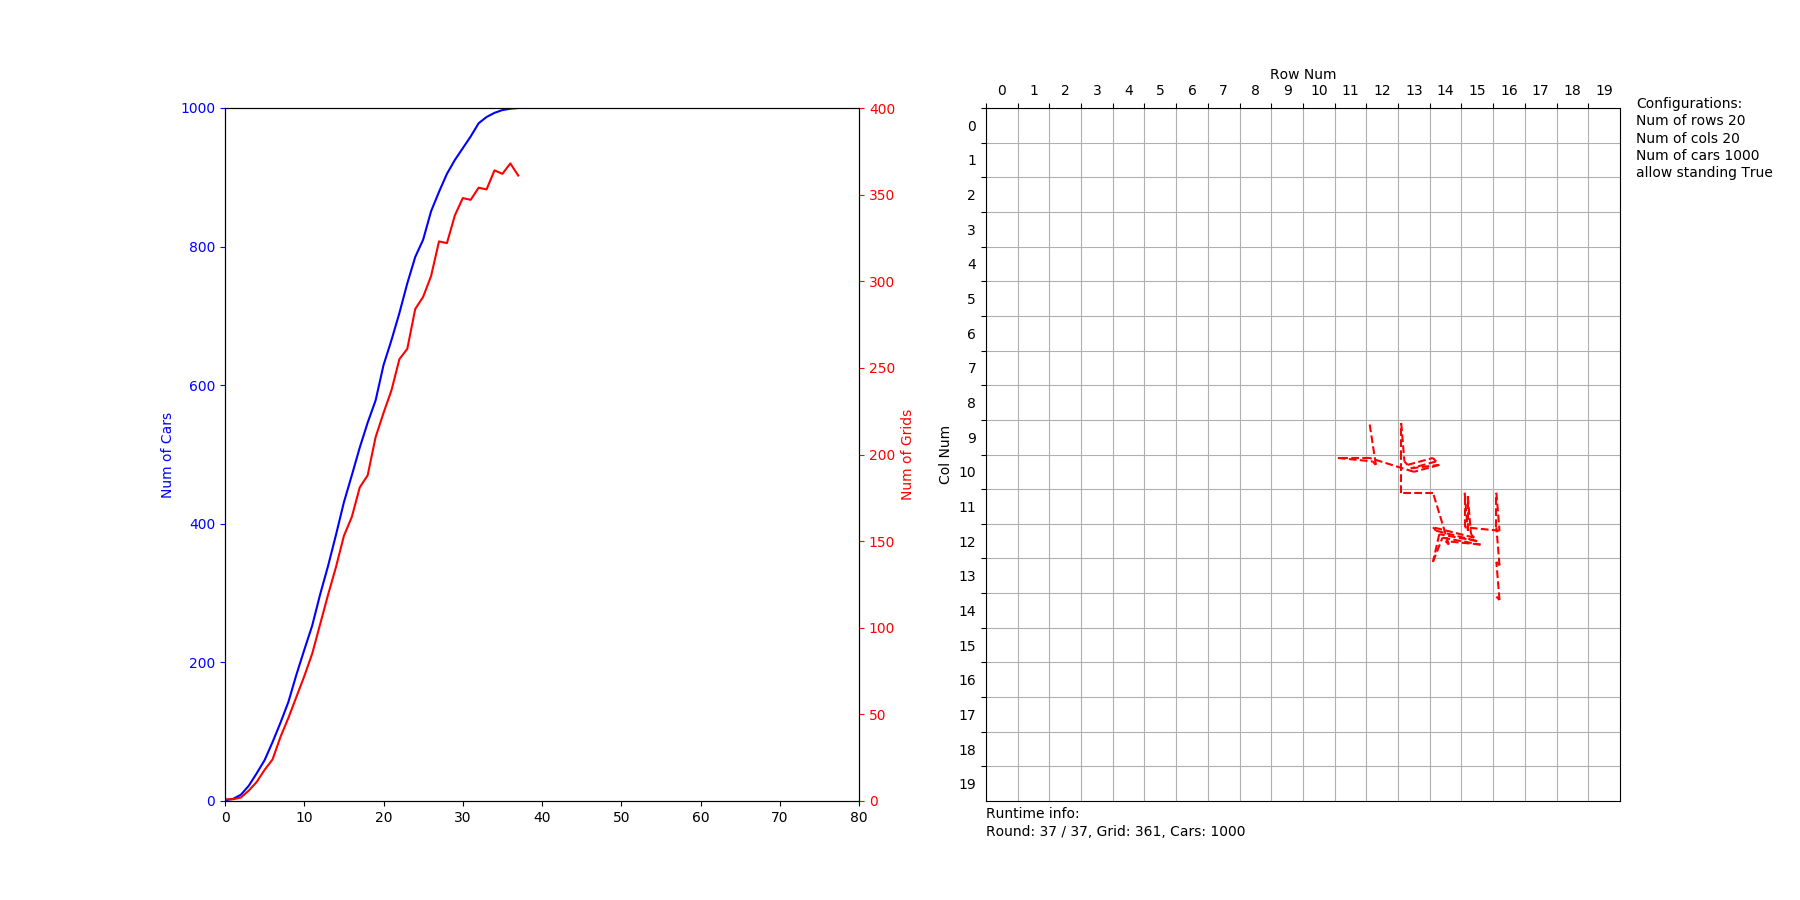 Num of Cars
1000
800
600
400
200
0
0 10 20 30 40 50 60 70 80
400
350
300
250
200
150
100
50
0
Num of Grids
Row Num
0 1 2 3 4 5 6 7 8 9 10 11 12 13 14 15 16 17 18 19
Col Num
0
1
2
3
4
5
6
7
8
9
10
11
12
13
14
15
16
17
18
19
Configurations:
Num of rows 20
Num of cols 20
Num of cars 1000
allow standing True
Runtime info:
Round: 37 / 37, Grid: 361, Cars: 1000